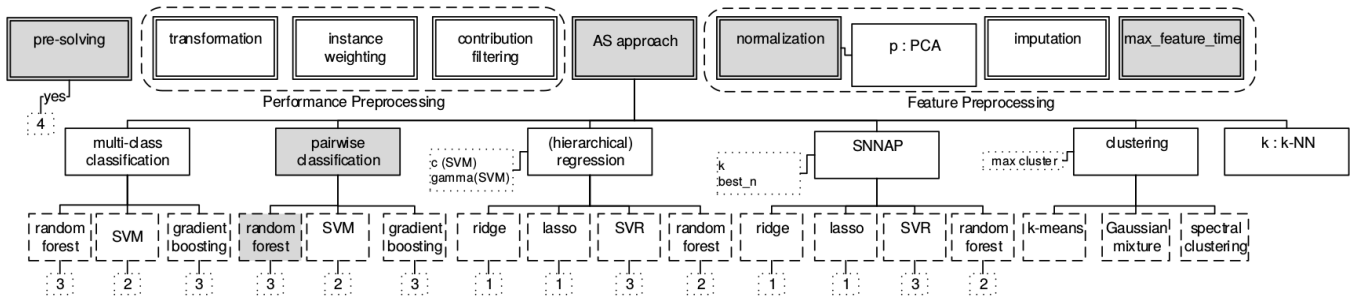 pre-solving
transformation
instance
weighting
contribution
filtering
AS approach
normalization
p : PCA
imputation
max_feature_time
yes
4
Performance Preprocessing
Feature Preprocessing
multi-class
classification
pairwise
classification
c (SVM)
gamma(SVM)
(hierarchical)
regression
k
best_n
SNNAP
max cluster
clustering
k : k-NN
random
forest
SVM
gradient
boosting
random
forest
SVM
gradient
boosting
ridge
lasso
SVR
random
forest
ridge
lasso
SVR
random
forest
k-means
Gaussian
mixture
spectral
clustering
3
2
3
3
2
3
1
1
3
2
1
1
3
2